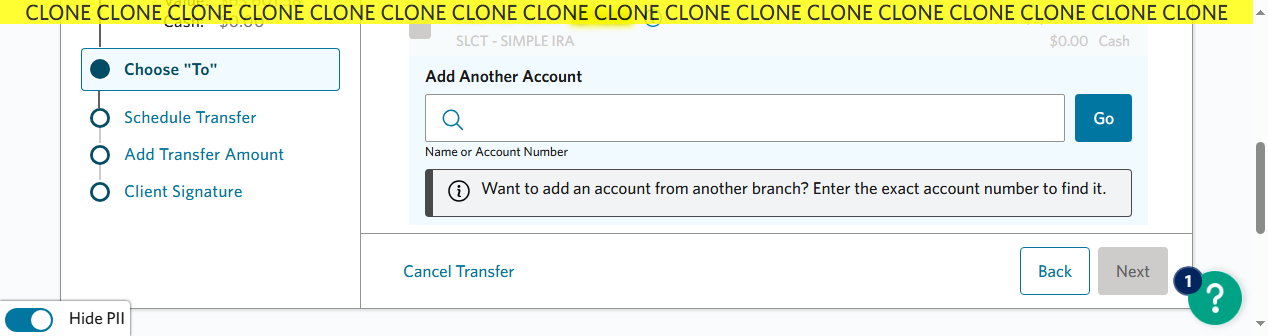 CLONE CLONE CLONE CLONE CLONE CLONE CLONE CLONE CLONE CLONE CLONE CLONE CLONE CLONE CLONE CLONE CLONE
Cash: $0.00
Choose "To"
Schedule Transfer
Add Transfer Amount
Client Signature
SLCT - SIMPLE IRA
$0.00 Cash
Add Another Account
Go
Name or Account Number
Want to add an account from another branch? Enter the exact account number to find it.
Cancel Transfer
Back
Next
1
?
Hide PII